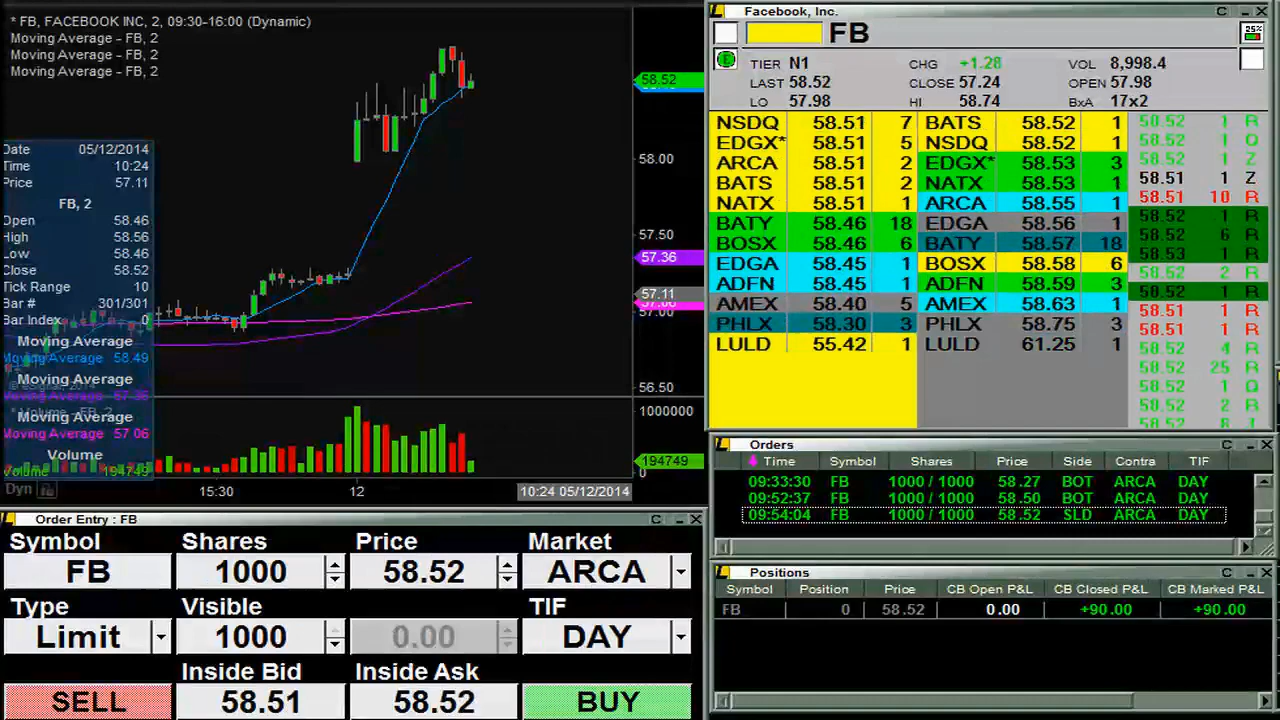 * FB, FACEBOOK INC, 2, 09:30-16:00 (Dynamic)
Moving Average - FB, 2
Moving Average - FB, 2
Moving Average - FB, 2
Date 05/12/2014
Time 10:24
Price 57.11
FB, 2
Open 58.46
High 58.56
Low 58.46
Close 58.52
Tick Range 10
Bar # 301/301
Bar Index 0
Moving Average
Moving Average 58.49
Moving Average
Moving Average 57.36
Moving Average
Moving Average 57.06
Volume
Volume 194749
* Volume - FB, 2
© eSignal, 2014
58.52
58.00
57.50
57.36
57.11
57.00
56.50
1000000
194749
0
Dyn 15:30 12 10:24 05/12/2014
Facebook, Inc. C
FB 25%
E
TIER N1 CHG +1.28 VOL 8,998.4
LAST 58.52 CLOSE 57.24 OPEN 57.98
LO 57.98 HI 58.74 BxA 17x2
NSDQ 58.51 7 BATS 58.52 1
EDGX* 58.51 5 NSDQ 58.52 1
ARCA 58.51 2 EDGX* 58.53 3
BATS 58.51 2 NATX 58.53 1
NATX 58.51 1 ARCA 58.55 1
BATY 58.46 18 EDGA 58.56 1
BOSX 58.46 6 BATY 58.57 18
EDGA 58.45 1 BOSX 58.58 6
ADFN 58.45 1 ADFN 58.59 3
AMEX 58.40 5 AMEX 58.63 1
PHLX 58.30 3 PHLX 58.75 3
LULD 55.42 1 LULD 61.25 1
58.52 1 R
58.52 1 Q
58.52 1 Z
58.51 1 Z
58.51 10 R
58.52 1 R
58.52 6 R
58.53 1 R
58.52 2 R
58.52 1 R
58.51 1 R
58.51 1 R
58.52 4 R
58.52 25 R
58.52 1 Q
58.52 2 R
Orders C
Time Symbol Shares Price Side Contra TIF
09:33:30 FB 1000 / 1000 58.27 BOT ARCA DAY
09:52:37 FB 1000 / 1000 58.50 BOT ARCA DAY
09:54:04 FB 1000 / 1000 58.52 SLD ARCA DAY
Order Entry : FB C
Symbol Shares Price Market
FB 1000 58.52 ARCA
Type Visible TIF
Limit 1000 0.00 DAY
Inside Bid Inside Ask
SELL 58.51 58.52 BUY
Positions C
Symbol Position Price CB Open P&L CB Closed P&L CB Marked P&L
FB 0 58.52 0.00 +90.00 +90.00